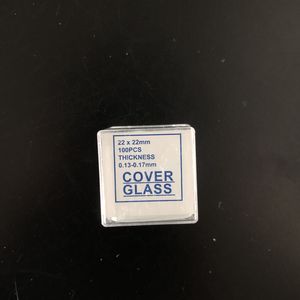 22 x 22mm
100PCS
THICKNESS
0.13-0.17mm
COVER
GLASS